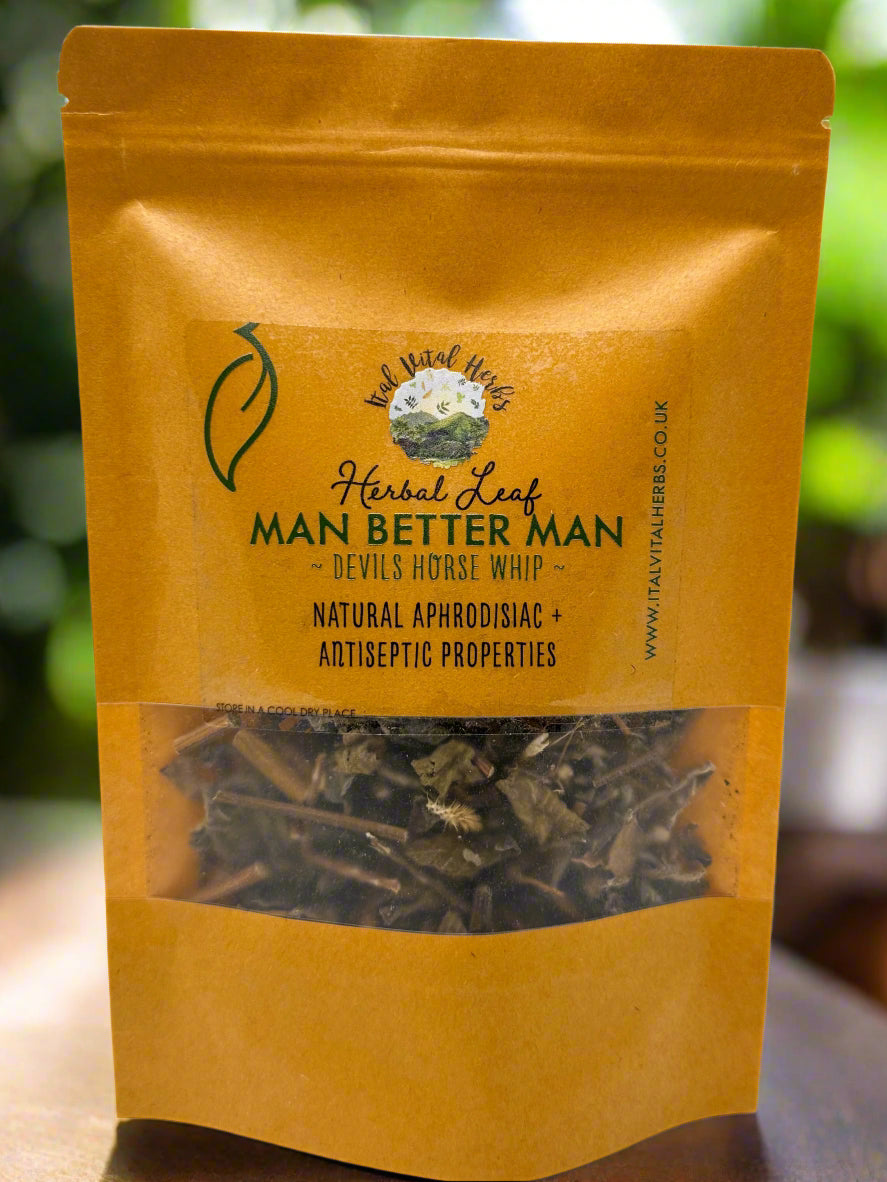 Ital Vital Herbs
Herbal Leaf
MAN BETTER MAN
~ DEVILS HORSE WHIP ~
NATURAL APHRODISIAC +
ANTISEPTIC PROPERTIES
WWW.ITALVITALHERBS.CO.UK
STORE IN A COOL DRY PLACE